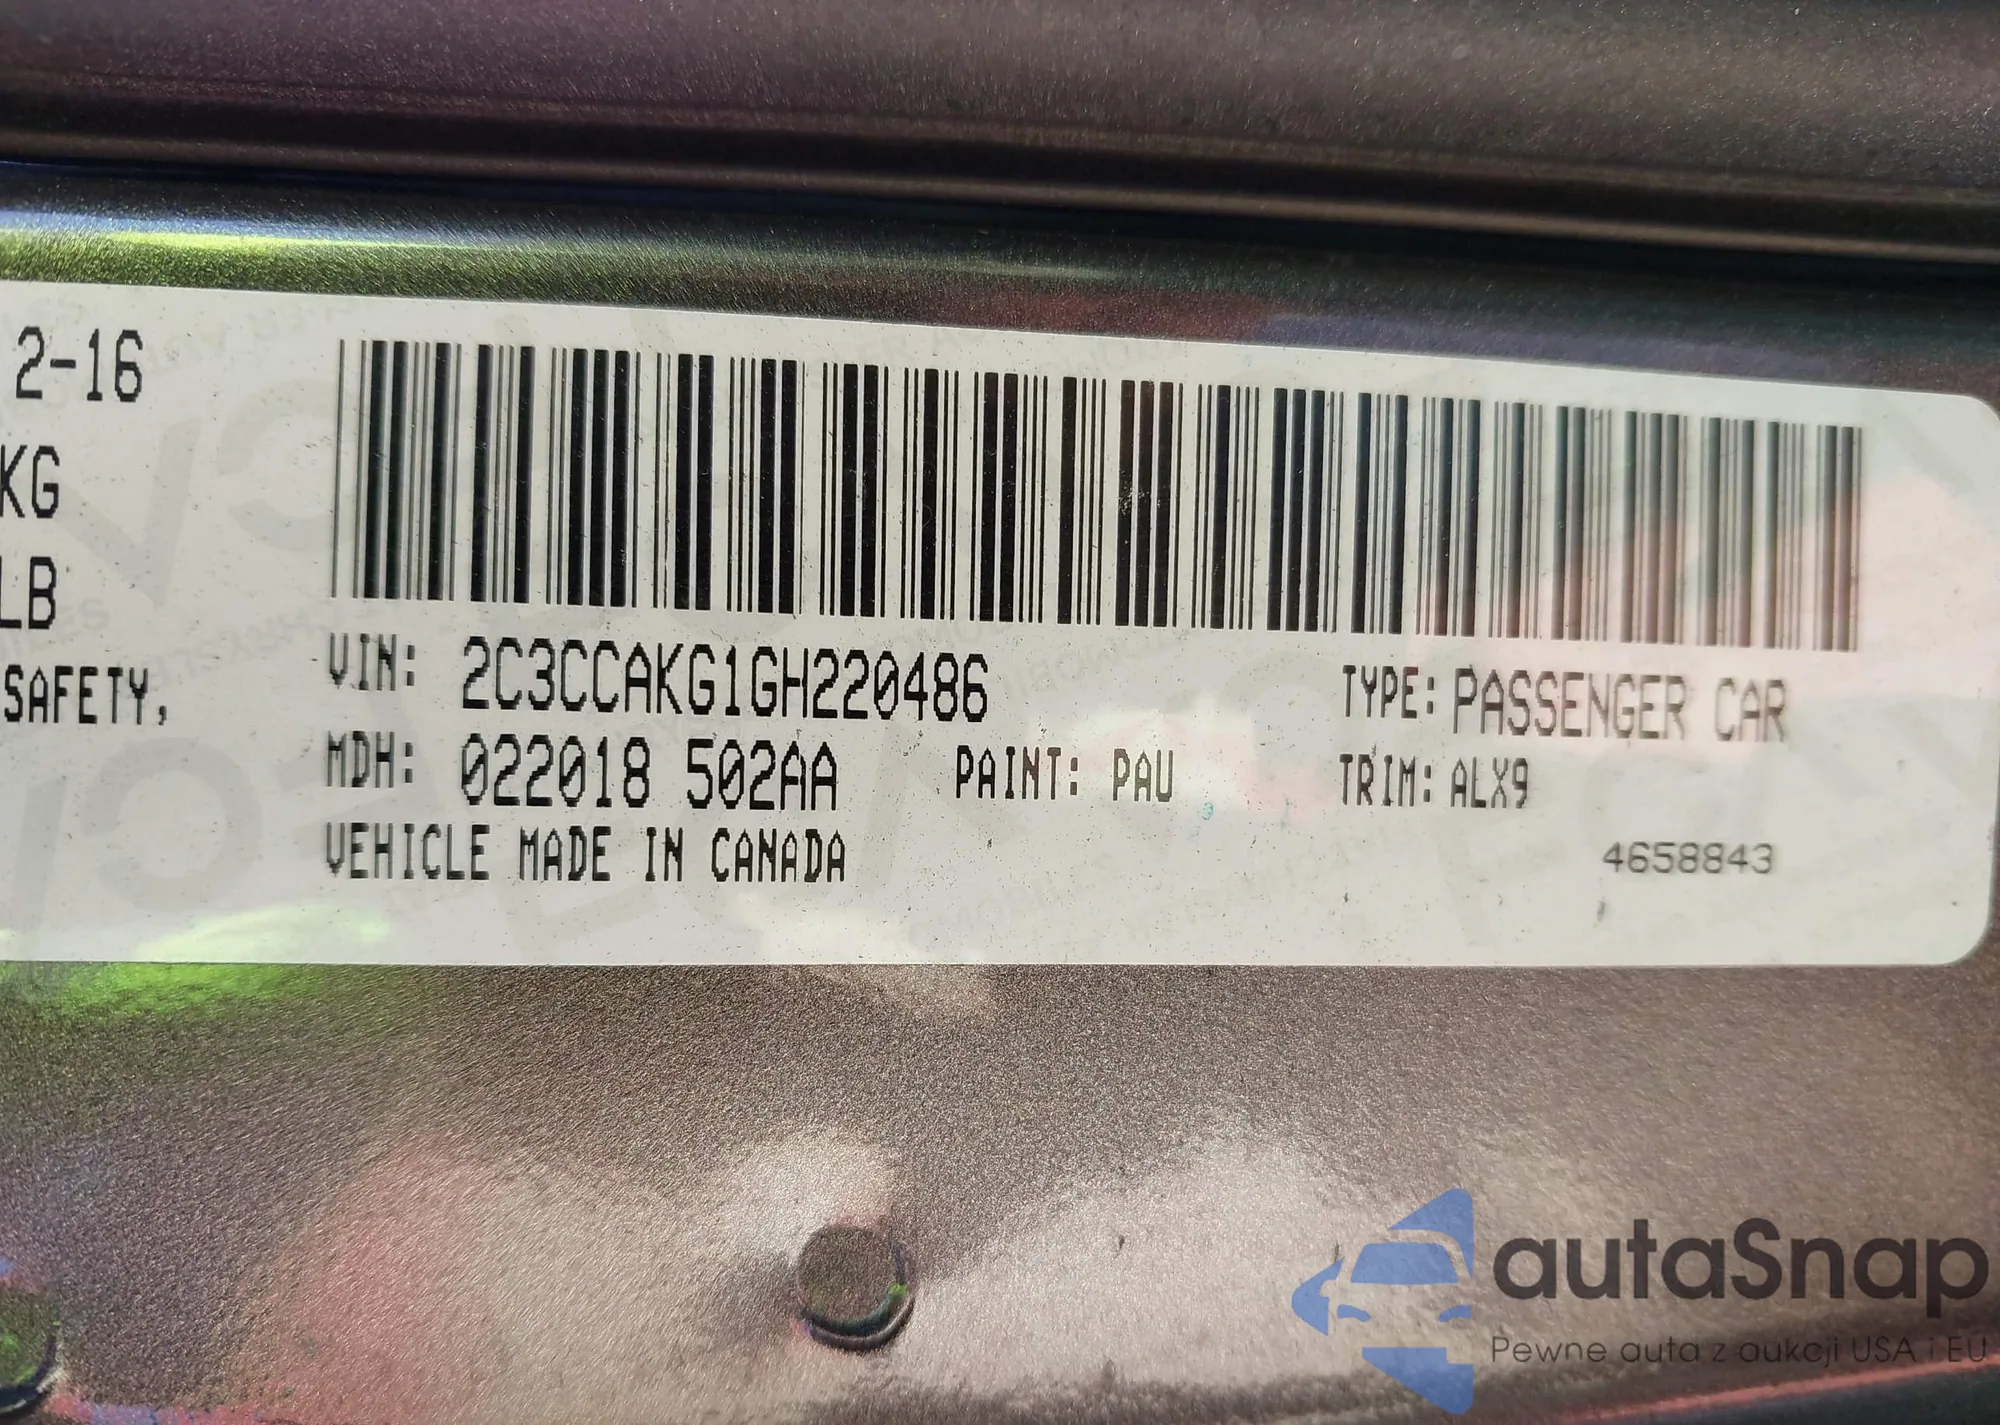 2-16
KG
LB
SAFETY,
VIN: 2C3CCAKG1GH220486
TYPE: PASSENGER CAR
MDH: 022018 502AA
PAINT: PAU
TRIM: ALX9
VEHICLE MADE IN CANADA
4658843
autaSnap
Pewne auta z aukcji USA i EU